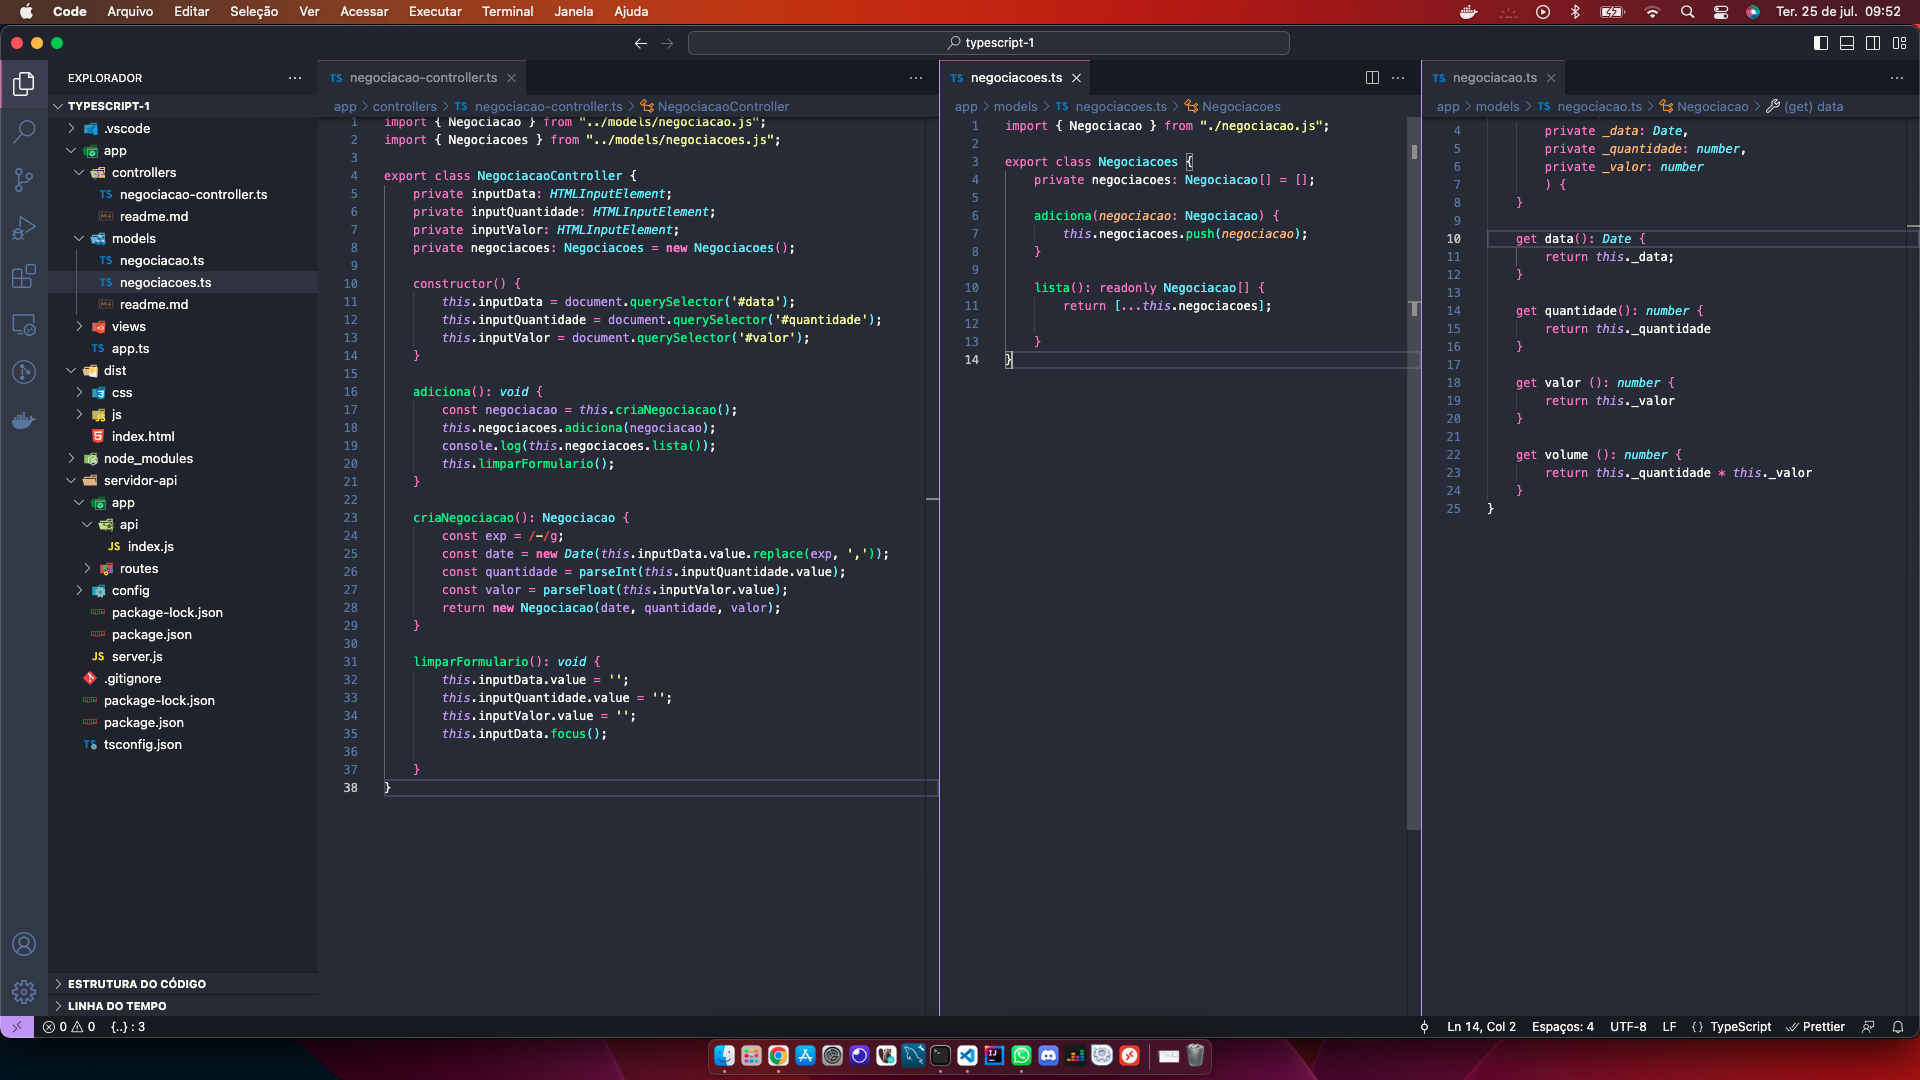 Code Arquivo Editar Seleção Ver Acessar Executar Terminal Janela Ajuda Ter. 25 de jul. 09:52
typescript-1
EXPLORADOR
TYPESCRIPT-1
.vscode
app
controllers
TS negociacao-controller.ts
readme.md
models
TS negociacao.ts
TS negociacoes.ts
readme.md
views
TS app.ts
dist
css
js
index.html
node_modules
servidor-api
app
api
JS index.js
routes
config
package-lock.json
package.json
JS server.js
.gitignore
package-lock.json
package.json
tsconfig.json
ESTRUTURA DO CÓDIGO
LINHA DO TEMPO
TS negociacao-controller.ts
app > controllers > TS negociacao-controller.ts > NegociacaoController
1 import { Negociacao } from "../models/negociacao.js";
2 import { Negociacoes } from "../models/negociacoes.js";
3
4 export class NegociacaoController {
5 private inputData: HTMLInputElement;
6 private inputQuantidade: HTMLInputElement;
7 private inputValor: HTMLInputElement;
8 private negociacoes: Negociacoes = new Negociacoes();
9
10 constructor() {
11 this.inputData = document.querySelector('#data');
12 this.inputQuantidade = document.querySelector('#quantidade');
13 this.inputValor = document.querySelector('#valor');
14 }
15
16 adiciona(): void {
17 const negociacao = this.criaNegociacao();
18 this.negociacoes.adiciona(negociacao);
19 console.log(this.negociacoes.lista());
20 this.limparFormulario();
21 }
22
23 criaNegociacao(): Negociacao {
24 const exp = /-/g;
25 const date = new Date(this.inputData.value.replace(exp, ','));
26 const quantidade = parseInt(this.inputQuantidade.value);
27 const valor = parseFloat(this.inputValor.value);
28 return new Negociacao(date, quantidade, valor);
29 }
30
31 limparFormulario(): void {
32 this.inputData.value = '';
33 this.inputQuantidade.value = '';
34 this.inputValor.value = '';
35 this.inputData.focus();
36
37 }
38 }
TS negociacoes.ts
app > models > TS negociacoes.ts > Negociacoes
1 import { Negociacao } from "./negociacao.js";
2
3 export class Negociacoes {
4 private negociacoes: Negociacao[] = [];
5
6 adiciona(negociacao: Negociacao) {
7 this.negociacoes.push(negociacao);
8 }
9
10 lista(): readonly Negociacao[] {
11 return [...this.negociacoes];
12
13 }
14 }
TS negociacao.ts
app > models > TS negociacao.ts > Negociacao > (get) data
4 private _data: Date,
5 private _quantidade: number,
6 private _valor: number
7 ) {
8 }
9
10 get data(): Date {
11 return this._data;
12 }
13
14 get quantidade(): number {
15 return this._quantidade
16 }
17
18 get valor (): number {
19 return this._valor
20 }
21
22 get volume (): number {
23 return this._quantidade * this._valor
24 }
25 }
0 0 {..} : 3 Ln 14, Col 2 Espaços: 4 UTF-8 LF {} TypeScript Prettier